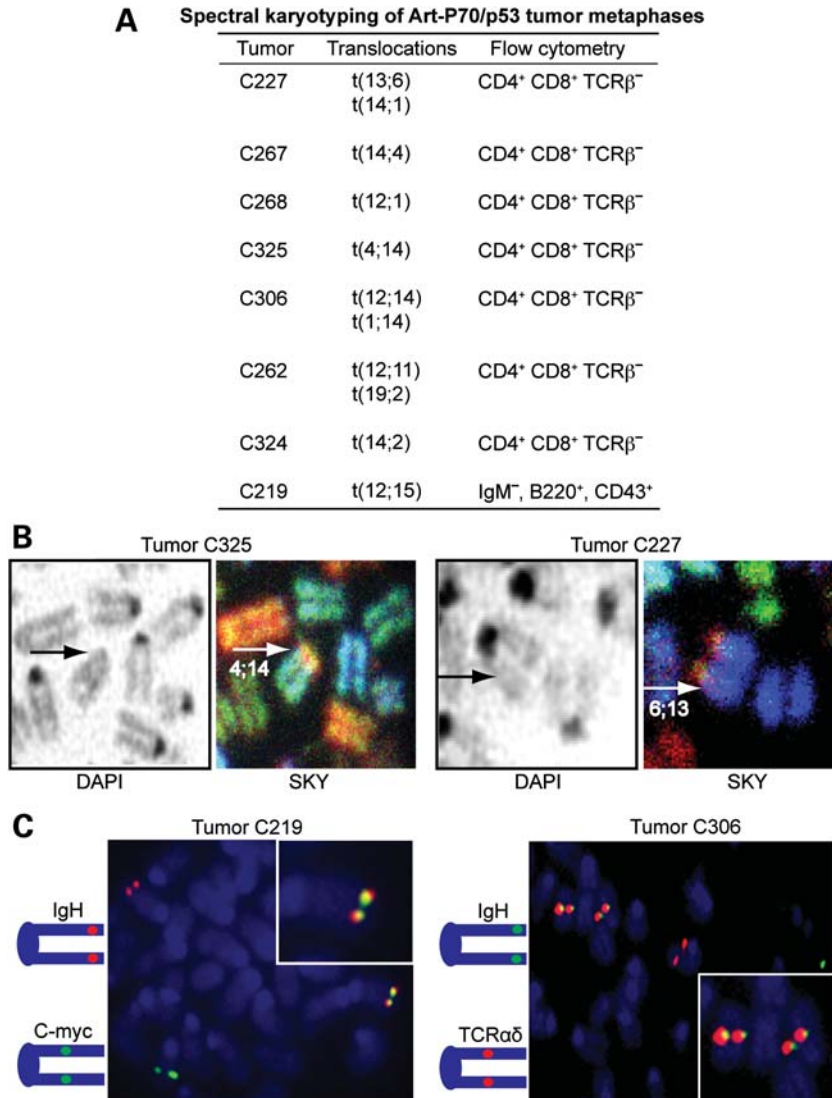 A
Spectral karyotyping of Art-P70/p53 tumor metaphases
Tumor Translocations Flow cytometry
C227 t(13;6) CD4⁺ CD8⁺ TCRβ⁻
t(14;1)
C267 t(14;4) CD4⁺ CD8⁺ TCRβ⁻
C268 t(12;1) CD4⁺ CD8⁺ TCRβ⁻
C325 t(4;14) CD4⁺ CD8⁺ TCRβ⁻
C306 t(12;14) CD4⁺ CD8⁺ TCRβ⁻
t(1;14)
C262 t(12;11) CD4⁺ CD8⁺ TCRβ⁻
t(19;2)
C324 t(14;2) CD4⁺ CD8⁺ TCRβ⁻
C219 t(12;15) IgM⁻, B220⁺, CD43⁺
B
Tumor C325 Tumor C227
4;14 6;13
DAPI SKY DAPI SKY
C
Tumor C219 Tumor C306
IgH IgH
C-myc TCRαδ